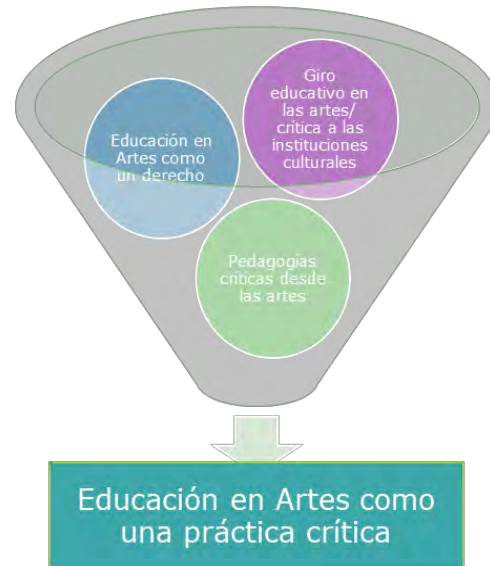 Giro
educativo en
las artes/
crítica a las
instituciones
culturales
Educación en
Artes como
un derecho
Pedagogías
críticas desde
las artes
Educación en Artes como
una práctica crítica